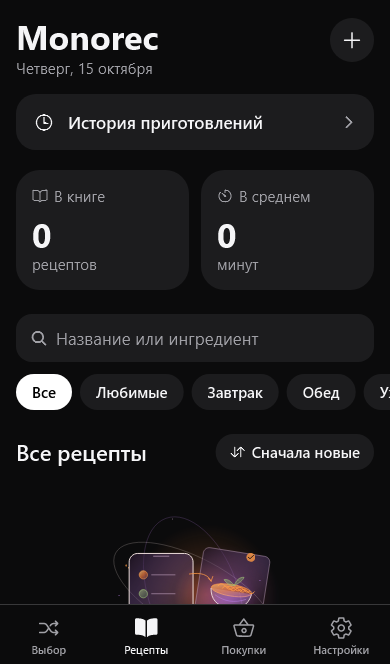 Monorec
Четверг, 15 октября
История приготовлений
В книге
0
рецептов
В среднем
0
минут
Название или ингредиент
Все
Любимые
Завтрак
Обед
Все рецепты
Сначала новые
Выбор
Рецепты
Покупки
Настройки